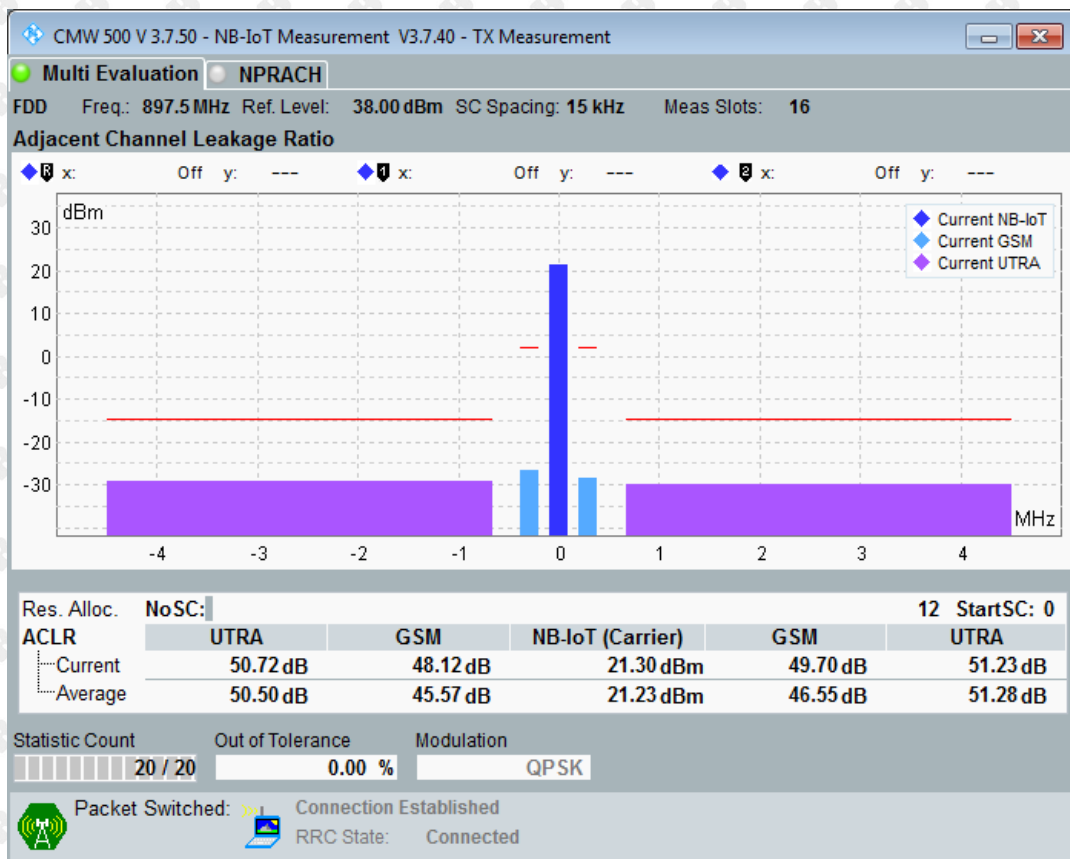 CMW 500 V 3.7.50 - NB-IoT Measurement V3.7.40 - TX Measurement
Multi Evaluation NPRACH
FDD Freq.: 897.5 MHz Ref. Level: 38.00 dBm SC Spacing: 15 kHz Meas Slots: 16
Adjacent Channel Leakage Ratio
R x: Off y: --- 1 x: Off y: --- 2 x: Off y: ---
dBm
Current NB-IoT
Current GSM
Current UTRA
30
20
10
0
-10
-20
-30
MHz
-4 -3 -2 -1 0 1 2 3 4
Res. Alloc. NoSC: 12 StartSC: 0
ACLR UTRA GSM NB-IoT (Carrier) GSM UTRA
Current 50.72 dB 48.12 dB 21.30 dBm 49.70 dB 51.23 dB
Average 50.50 dB 45.57 dB 21.23 dBm 46.55 dB 51.28 dB
Statistic Count Out of Tolerance Modulation
20 / 20 0.00 % QPSK
Packet Switched: Connection Established
RRC State: Connected